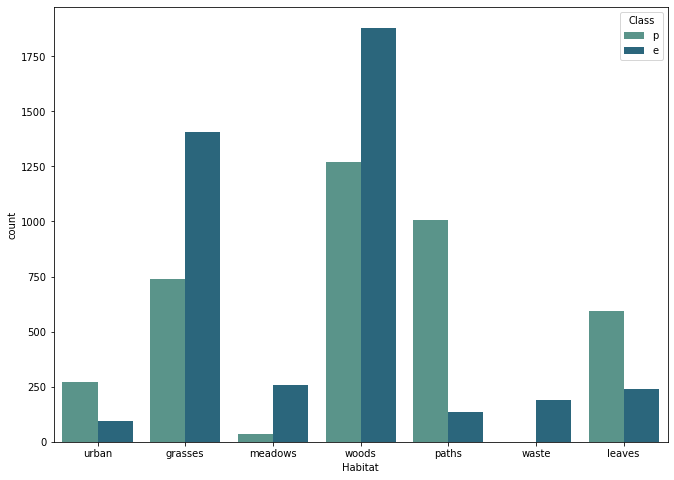 Class
p
e
1750
1500
1250
1000
750
500
250
0
count
urban grasses meadows woods paths waste leaves
Habitat